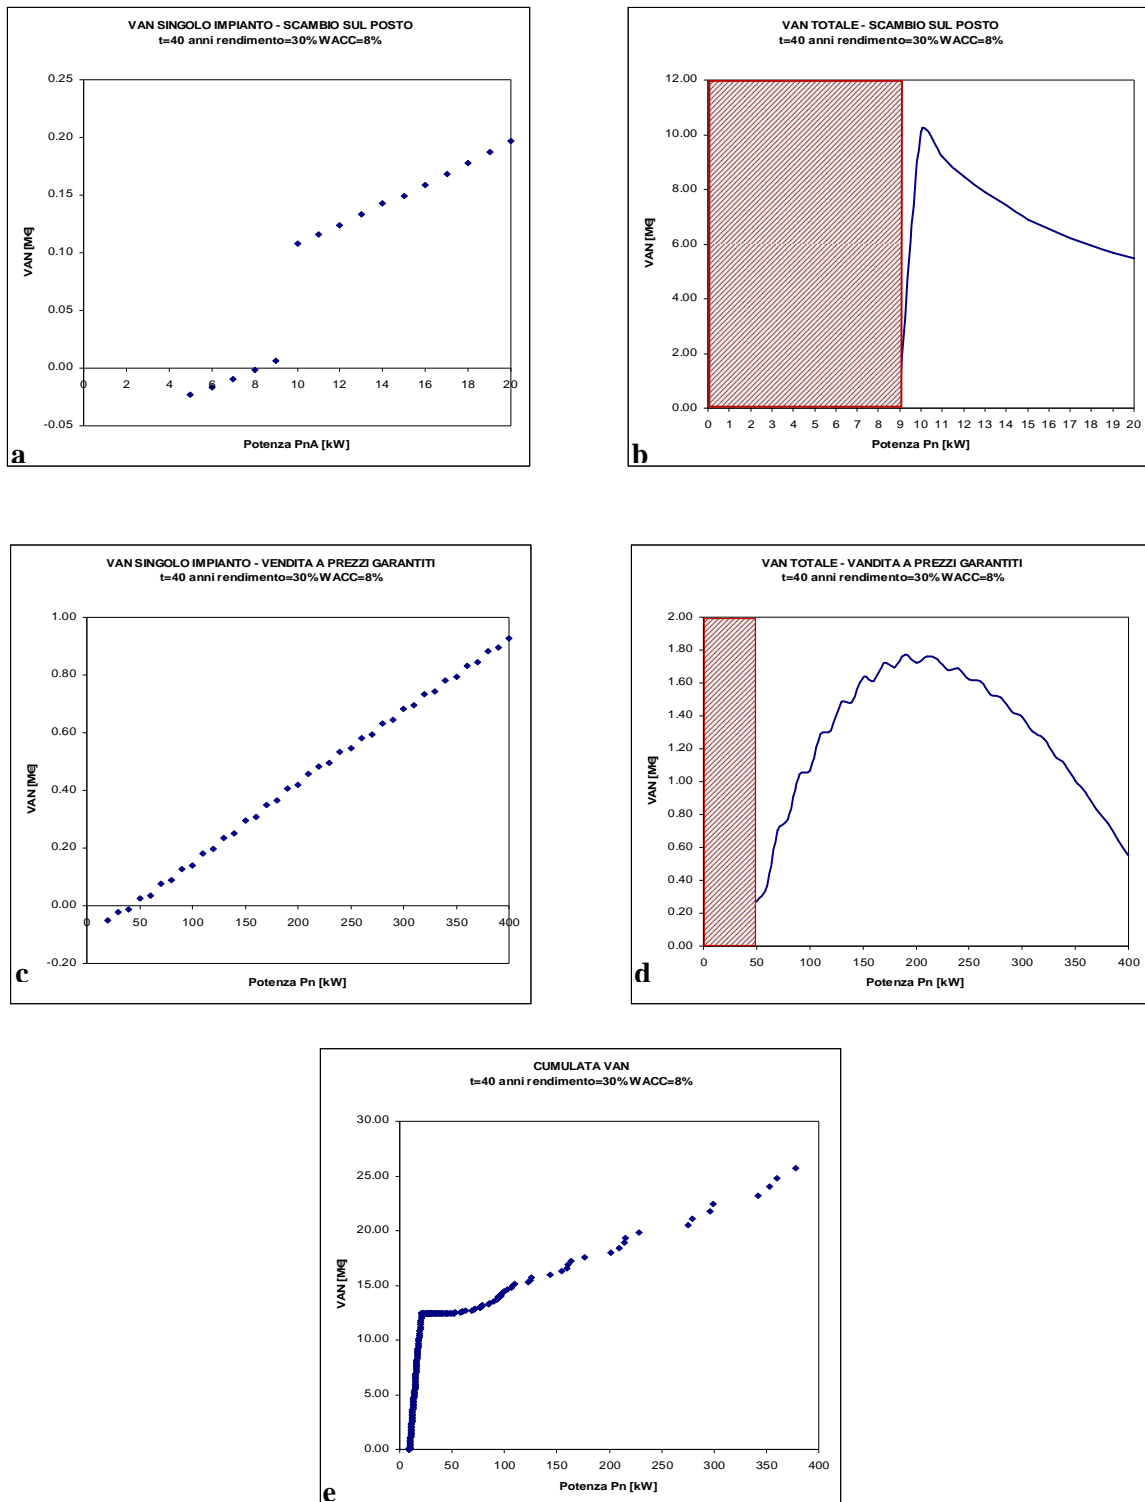 VAN SINGOLO IMPIANTO - SCAMBIO SUL POSTO
t=40 anni rendimento=30% WACC=8%
0.25
0.20
0.15
0.10
0.05
0.00
-0.05
VAN [M€]
0 2 4 6 8 10 12 14 16 18 20
Potenza PnA [kW]
a
VAN TOTALE - SCAMBIO SUL POSTO
t=40 anni rendimento=30% WACC=8%
12.00
10.00
8.00
6.00
4.00
2.00
0.00
VAN [M€]
0 1 2 3 4 5 6 7 8 9 10 11 12 13 14 15 16 17 18 19 20
Potenza Pn [kW]
b
VAN SINGOLO IMPIANTO - VENDITA A PREZZI GARANTITI
t=40 anni rendimento=30% WACC=8%
1.00
0.80
0.60
0.40
0.20
0.00
-0.20
VAN [M€]
0 50 100 150 200 250 300 350 400
Potenza Pn [kW]
c
VAN TOTALE - VANDITA A PREZZI GARANTITI
t=40 anni rendimento=30% WACC=8%
2.00
1.80
1.60
1.40
1.20
1.00
0.80
0.60
0.40
0.20
0.00
VAN [M€]
0 50 100 150 200 250 300 350 400
Potenza Pn [kW]
d
CUMULATA VAN
t=40 anni rendimento=30% WACC=8%
30.00
25.00
20.00
15.00
10.00
5.00
0.00
VAN [M€]
0 50 100 150 200 250 300 350 400
Potenza Pn [kW]
e